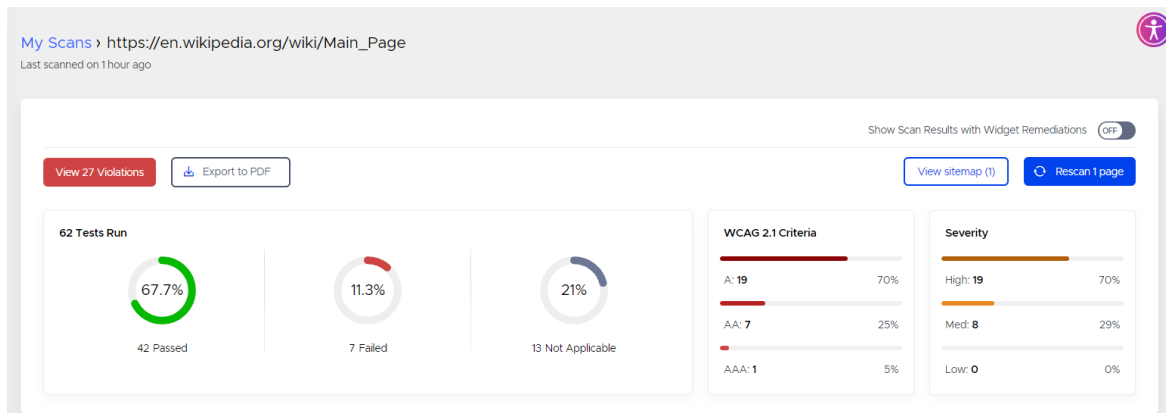 My Scans › https://en.wikipedia.org/wiki/Main_Page
Last scanned on 1 hour ago
Show Scan Results with Widget Remediations OFF
View 27 Violations Export to PDF View sitemap (1) Rescan 1 page
62 Tests Run
67.7% 11.3% 21%
42 Passed 7 Failed 13 Not Applicable
WCAG 2.1 Criteria
A: 19 70%
AA: 7 25%
AAA: 1 5%
Severity
High: 19 70%
Med: 8 29%
Low: 0 0%